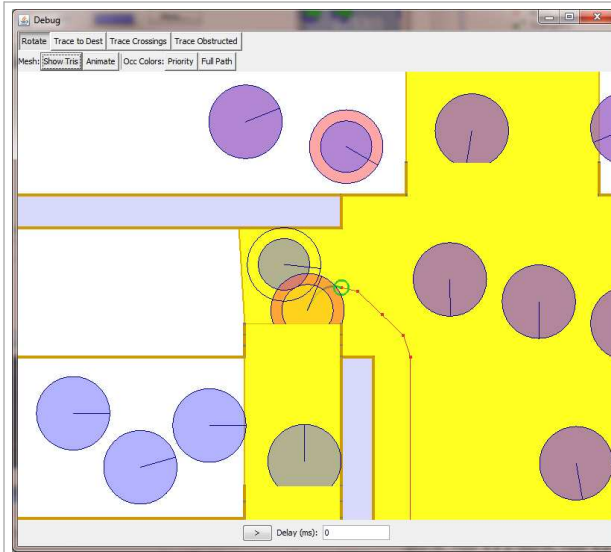 Debug
Rotate Trace to Dest Trace Crossings Trace Obstructed
Mesh: Show Tris Animate Occ Colors: Priority Full Path
> Delay (ms): 0